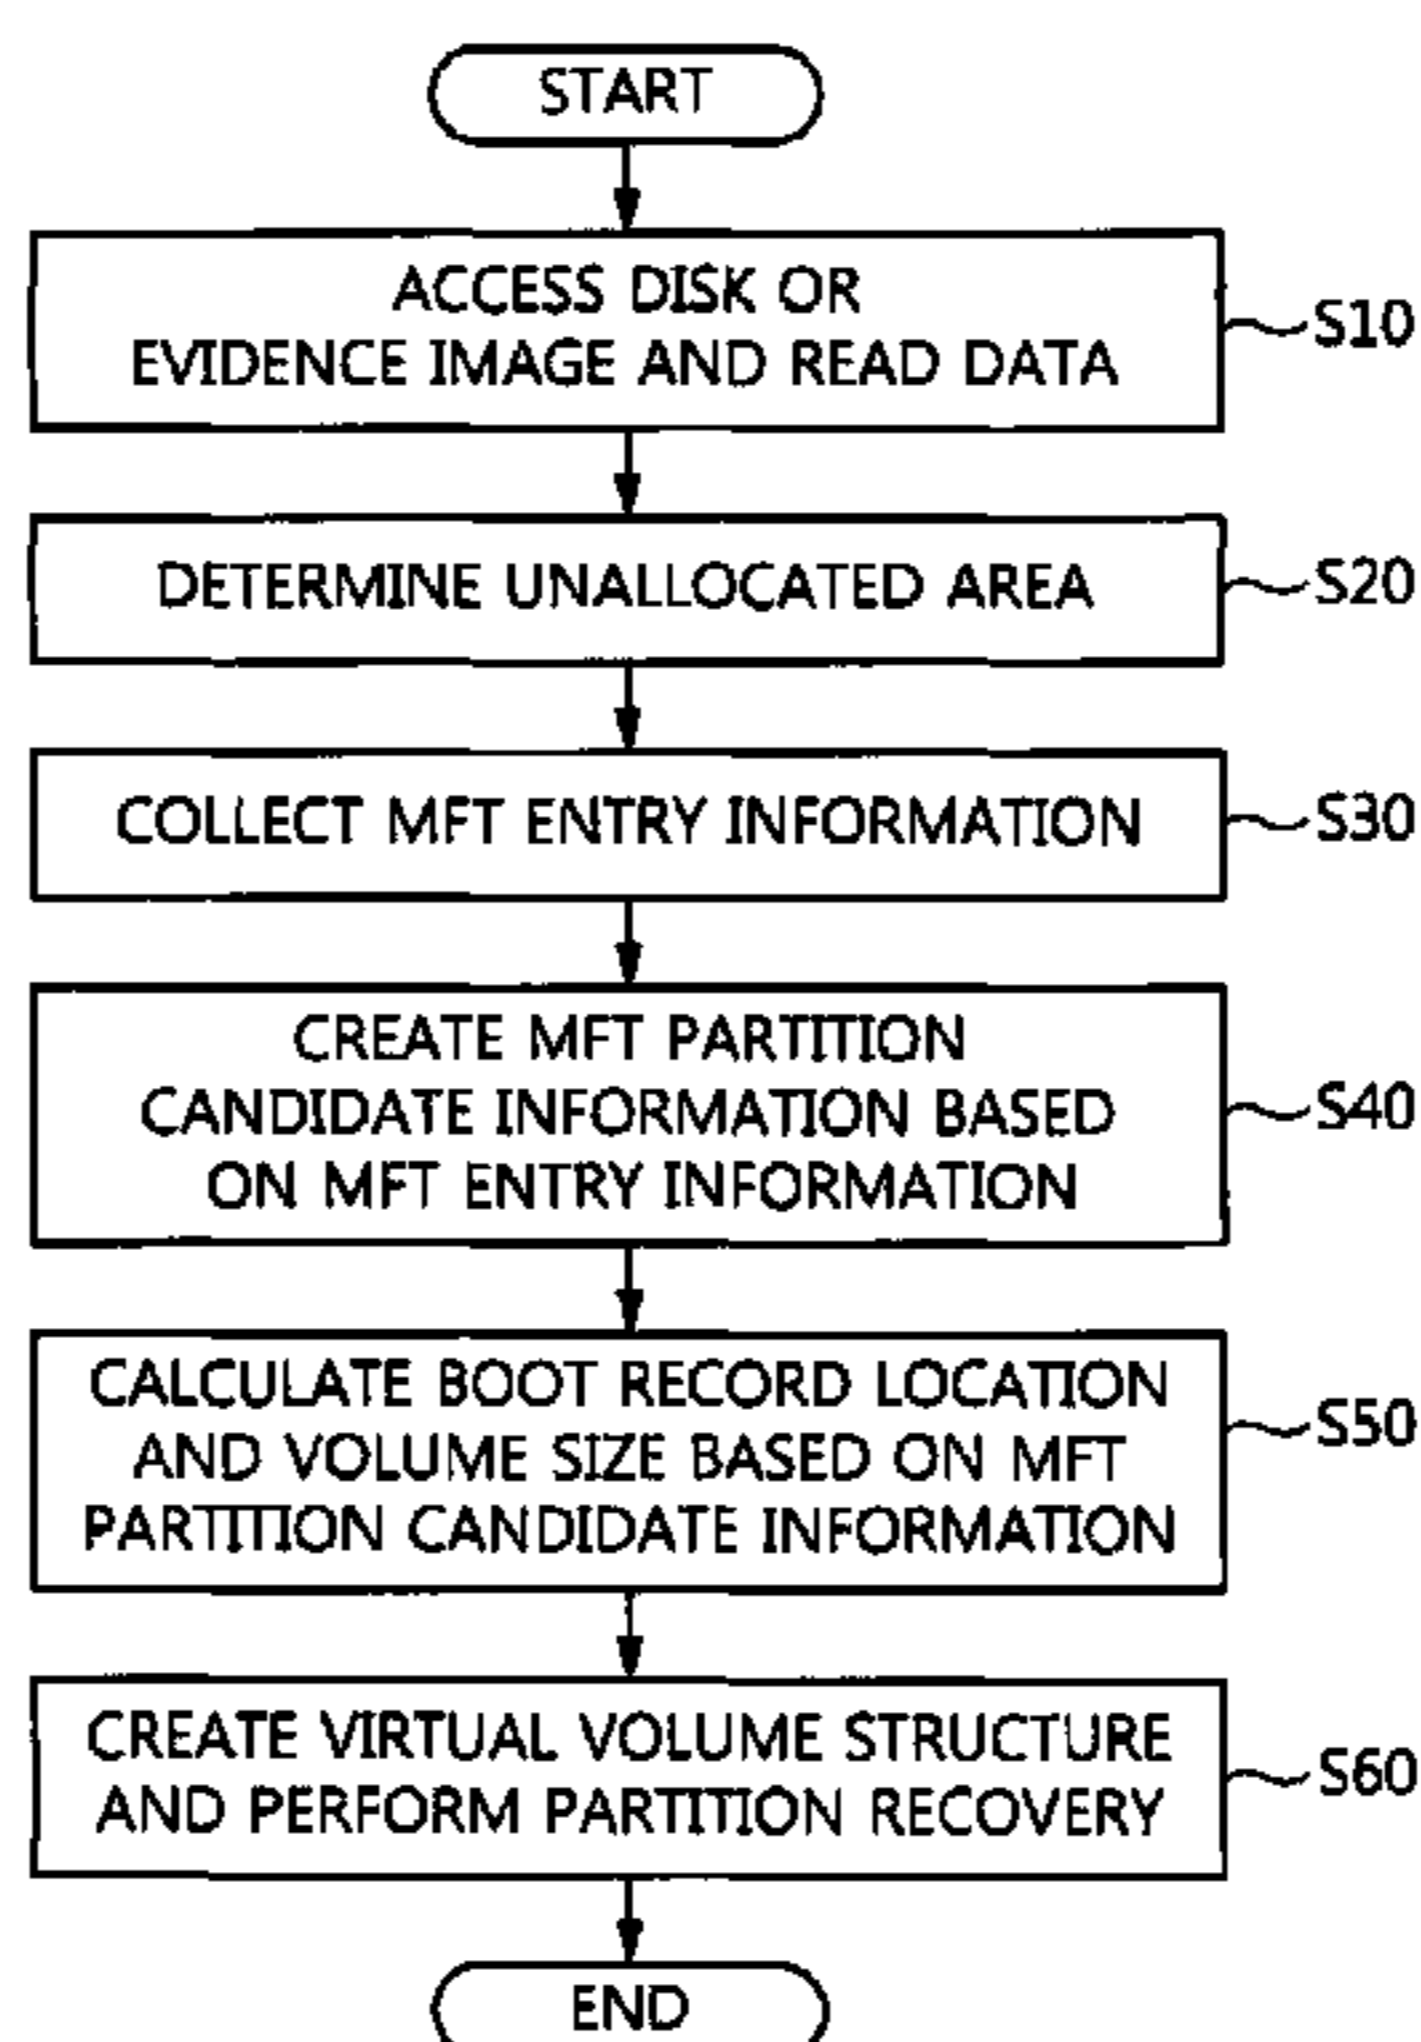 START
ACCESS DISK OR
EVIDENCE IMAGE AND READ DATA
S10
DETERMINE UNALLOCATED AREA
S20
COLLECT MFT ENTRY INFORMATION
S30
CREATE MFT PARTITION
CANDIDATE INFORMATION BASED
ON MFT ENTRY INFORMATION
S40
CALCULATE BOOT RECORD LOCATION
AND VOLUME SIZE BASED ON MFT
PARTITION CANDIDATE INFORMATION
S50
CREATE VIRTUAL VOLUME STRUCTURE
AND PERFORM PARTITION RECOVERY
S60
END